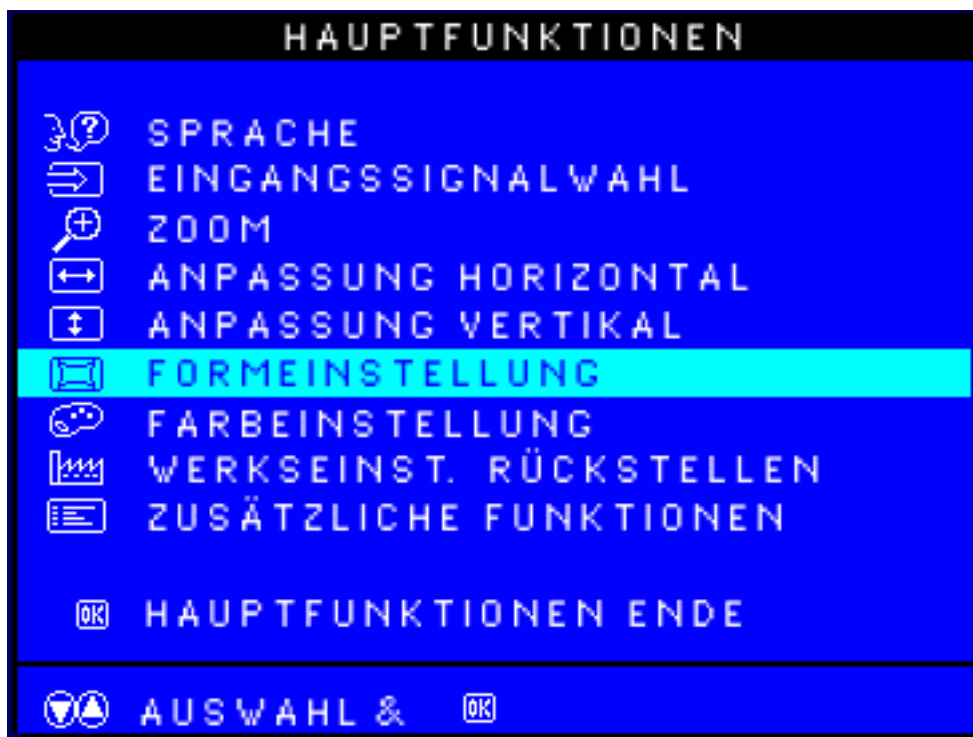 HAUPTFUNKTIONEN
SPRACHE
EINGANGSSIGNALWAHL
ZOOM
ANPASSUNG HORIZONTAL
ANPASSUNG VERTIKAL
FORMEINSTELLUNG
FARBEINSTELLUNG
WERKSEINST. RÜCKSTELLEN
ZUSÄTZLICHE FUNKTIONEN
OK HAUPTFUNKTIONEN ENDE
AUSWAHL & OK